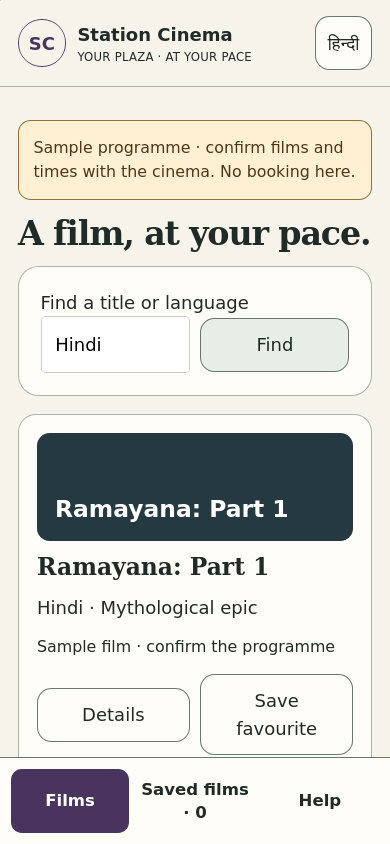 SC
Station Cinema
YOUR PLAZA · AT YOUR PACE
हिन्दी
Sample programme · confirm films and
times with the cinema. No booking here.
A film, at your pace.
Find a title or language
Hindi
Find
Ramayana: Part 1
Ramayana: Part 1
Hindi · Mythological epic
Sample film · confirm the programme
Details
Save
favourite
Films
Saved films
· 0
Help